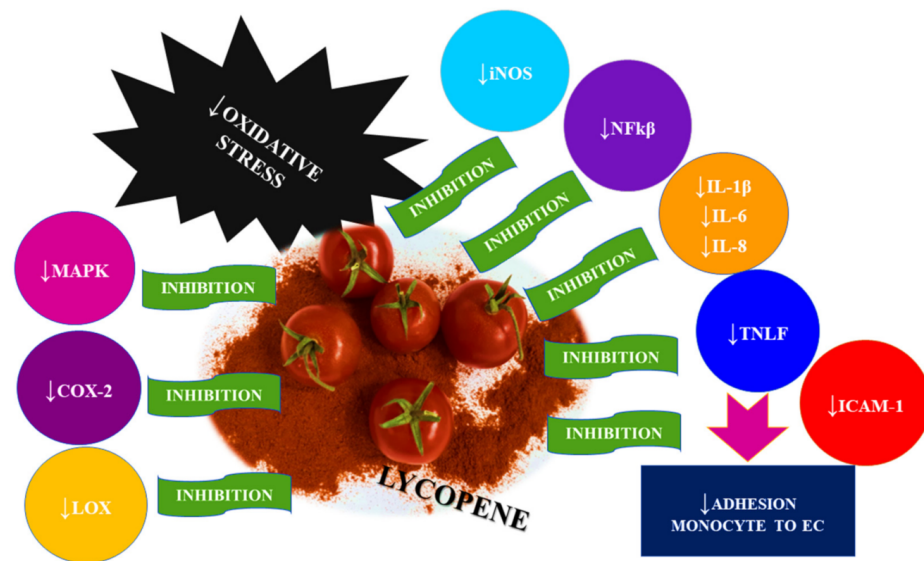 ↓iNOS
↓OXIDATIVE
STRESS
↓NFkβ
INHIBITION
INHIBITION
↓IL-1β
↓IL-6
↓IL-8
INHIBITION
↓MAPK
INHIBITION
↓TNLF
INHIBITION
↓COX-2
INHIBITION
↓ICAM-1
INHIBITION
↓LOX
INHIBITION
LYCOPENE
↓ADHESION
MONOCYTE TO EC